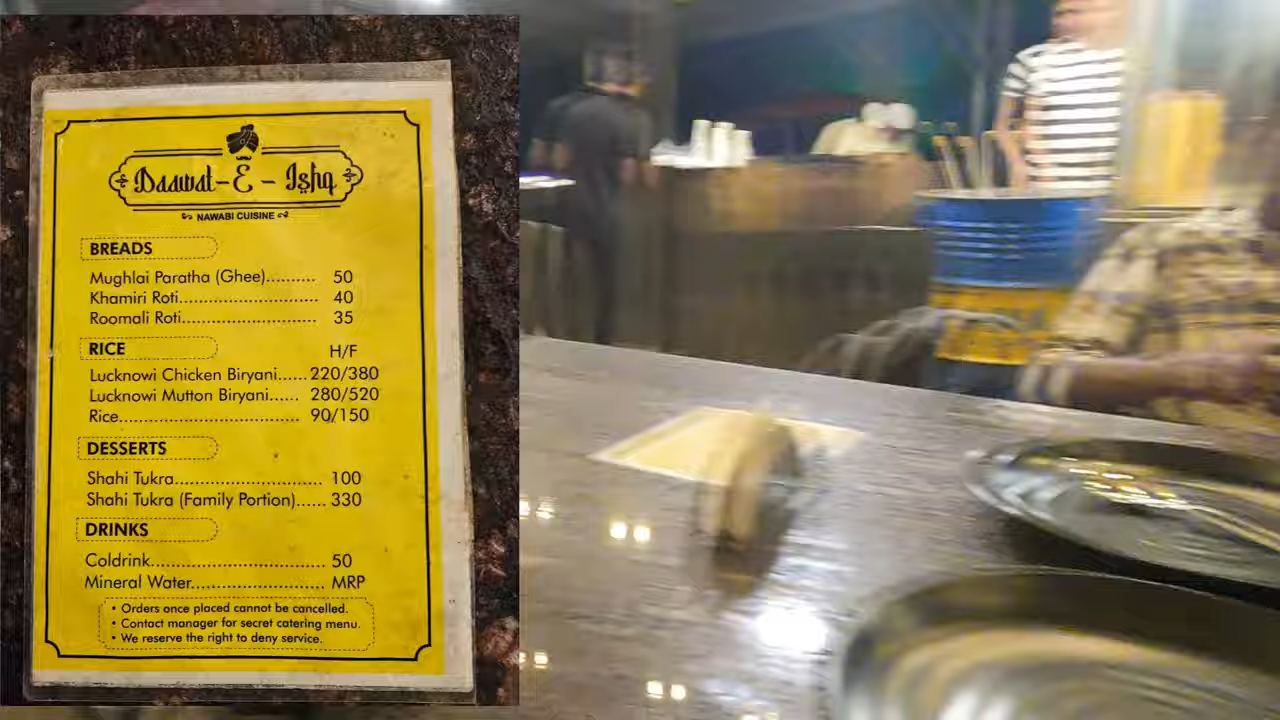 Daawat-E-Ishq
NAWABI CUISINE
BREADS
Mughlai Paratha (Ghee).......... 50
Khamiri Roti............................ 40
Roomali Roti........................... 35
RICE H/F
Lucknowi Chicken Biryani......220/380
Lucknowi Mutton Biryani...... 280/520
Rice.................................... 90/150
DESSERTS
Shahi Tukra............................. 100
Shahi Tukra (Family Portion)...... 330
DRINKS
Coldrink....................................... 50
Mineral Water.......................... MRP
• Orders once placed cannot be cancelled.
• Contact manager for secret catering menu.
• We reserve the right to deny service.